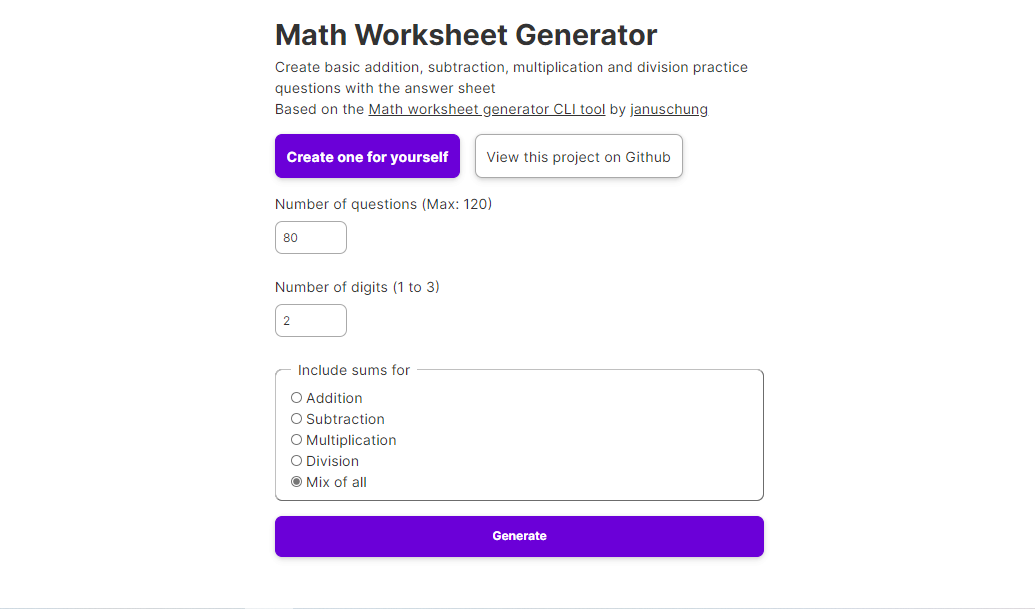 Math Worksheet Generator
Create basic addition, subtraction, multiplication and division practice
questions with the answer sheet
Based on the Math worksheet generator CLI tool by januschung
Create one for yourself
View this project on Github
Number of questions (Max: 120)
80
Number of digits (1 to 3)
2
Include sums for
Addition
Subtraction
Multiplication
Division
Mix of all
Generate